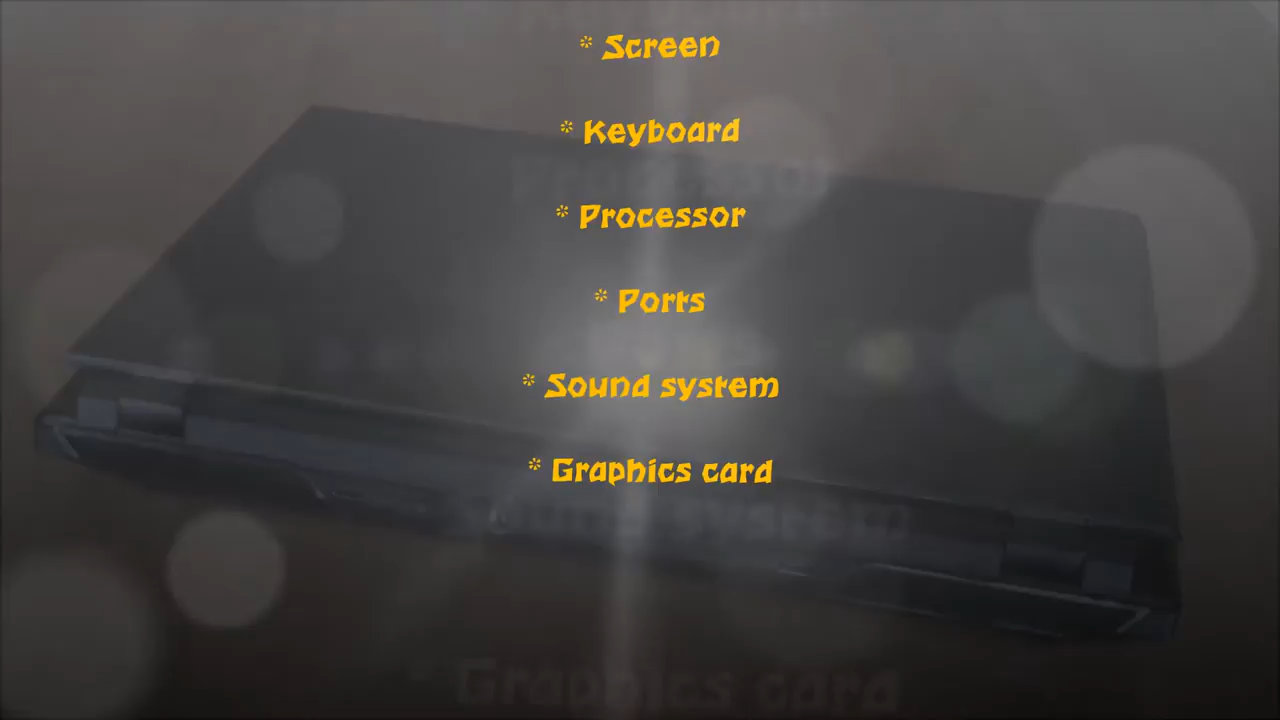 * Screen
* Keyboard
* Processor
* Ports
* Sound system
* Graphics card